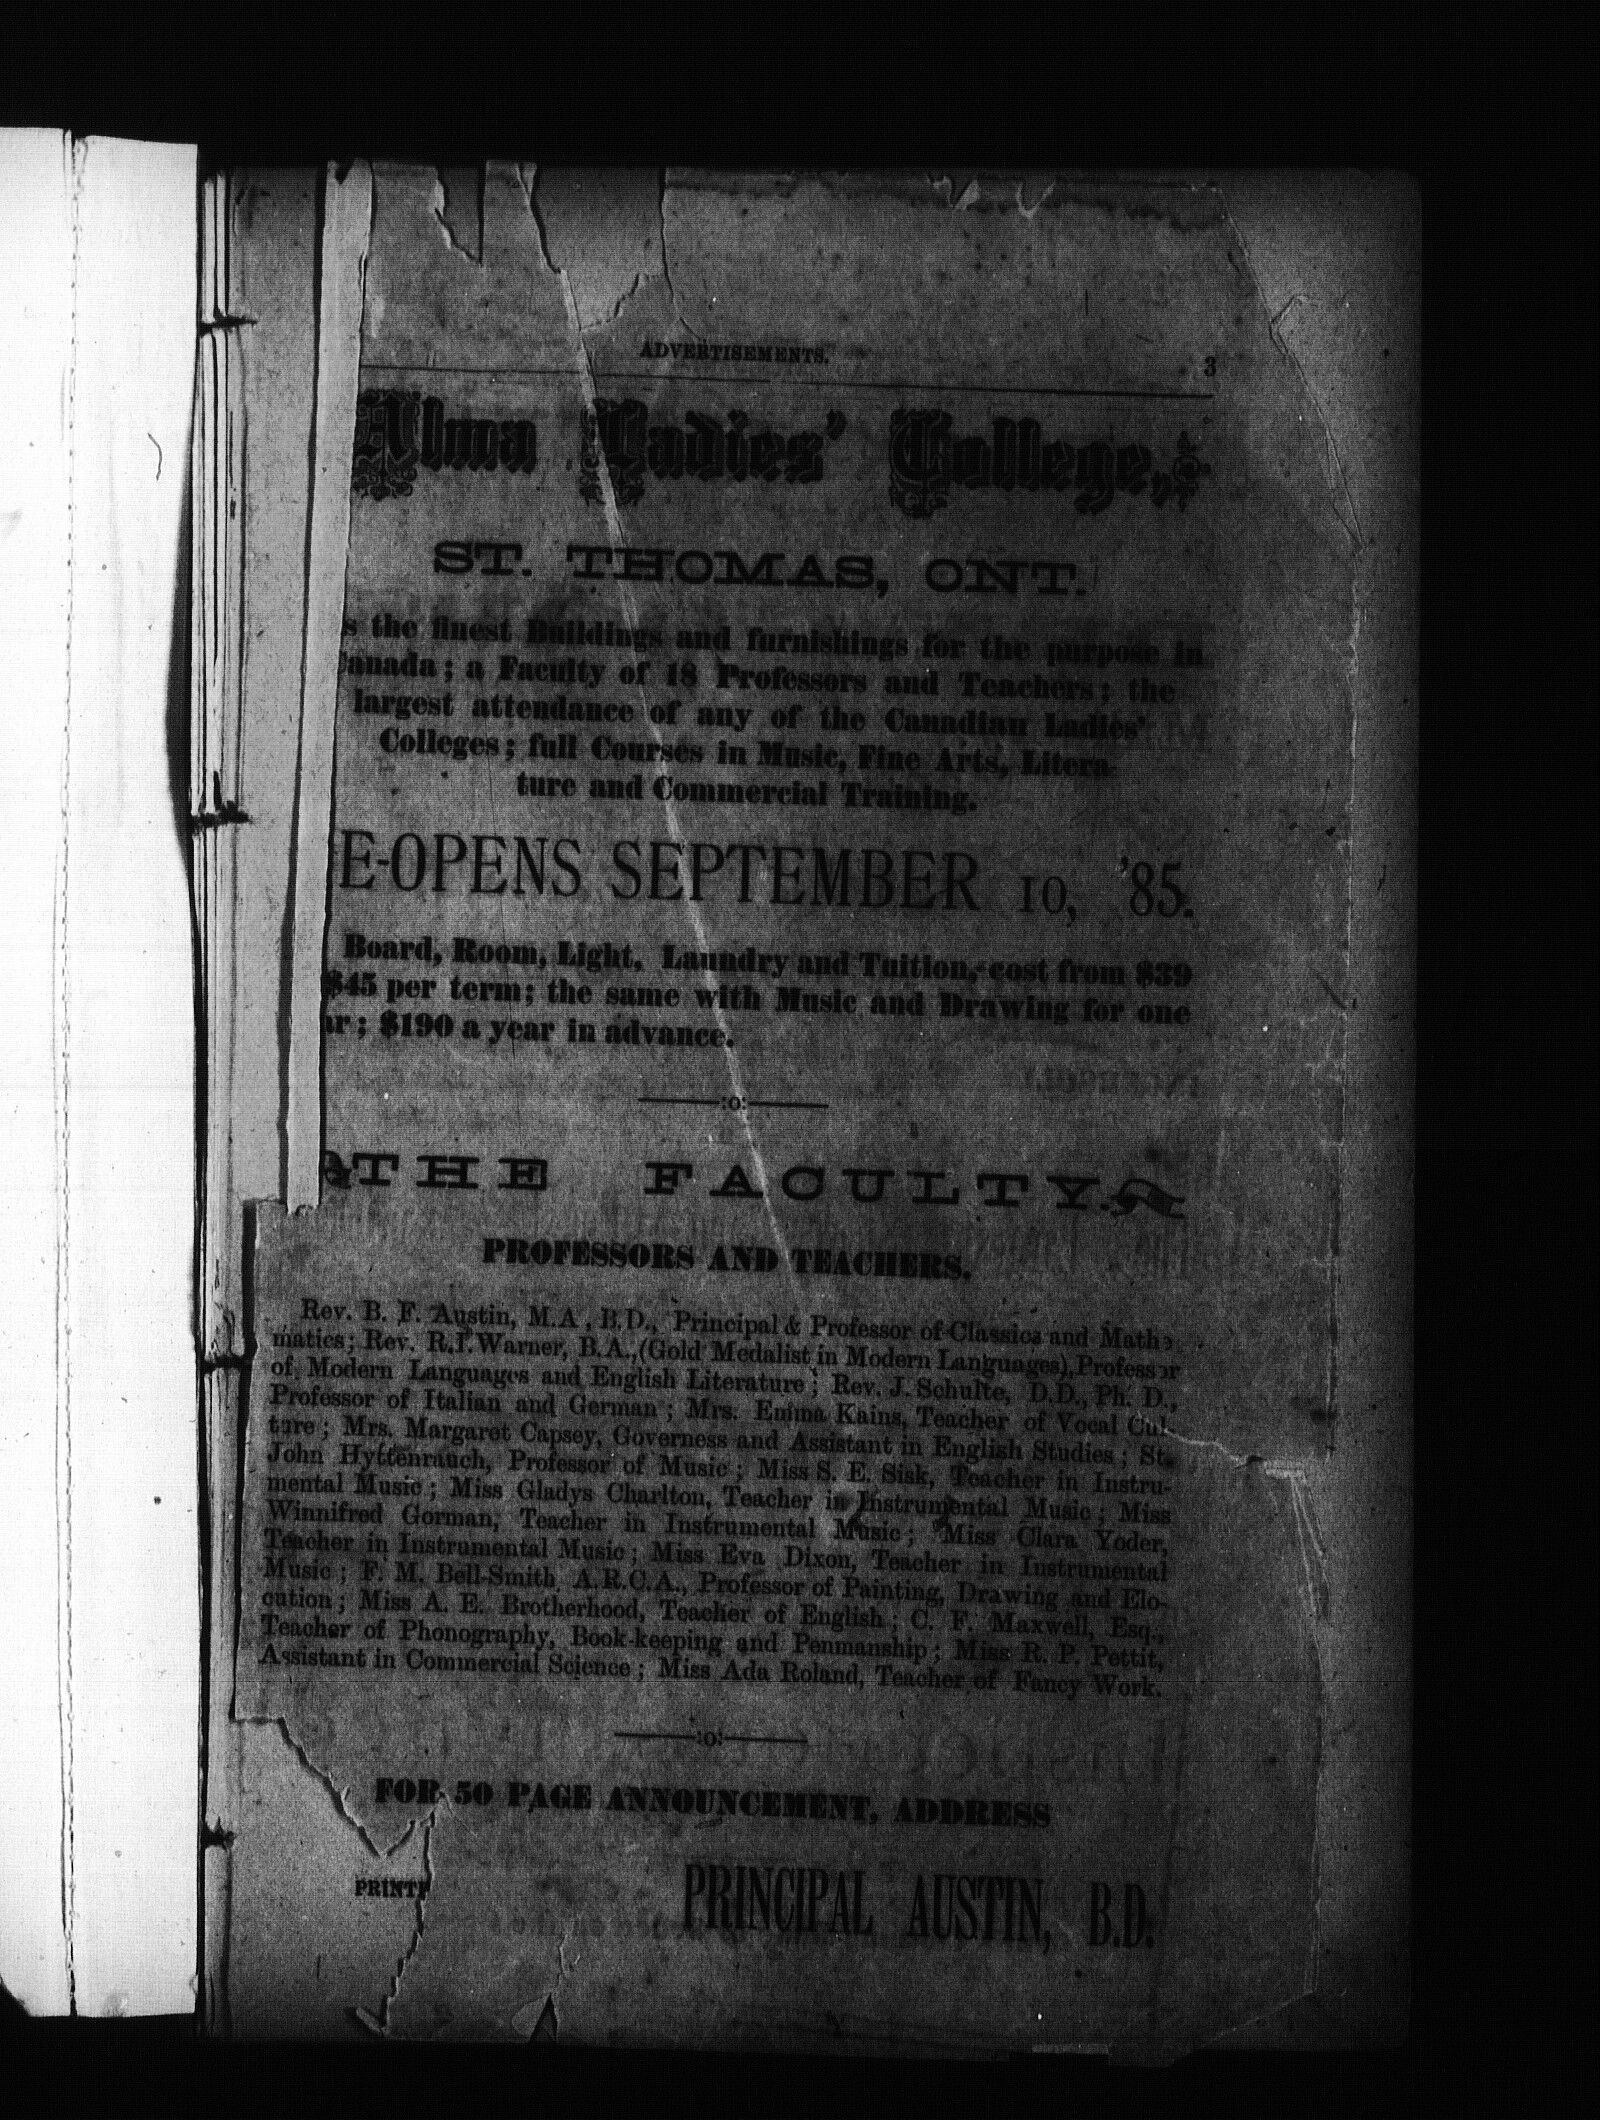 ADVERTISEMENTS. 3
Alma Ladies' College,
ST. THOMAS, ONT.
s the finest Buildings and furnishings for the purpose in
Canada; a Faculty of 18 Professors and Teachers; the
largest attendance of any of the Canadian Ladies'
Colleges; full Courses in Music, Fine Arts, Litera-
ture and Commercial Training.
E-OPENS SEPTEMBER 10, '85.
Board, Room, Light, Laundry and Tuition, cost from $39
$45 per term; the same with Music and Drawing for one
ar; $190 a year in advance.
:o:
THE FACULTY.
PROFESSORS AND TEACHERS.
Rev. B. F. Austin, M.A, B.D., Principal & Professor of Classics and Mathe
matics; Rev. R.I. Warner, B.A., (Gold Medalist in Modern Languages), Professor
of Modern Languages and English Literature; Rev. J. Schulte, D.D., Ph. D.,
Professor of Italian and German; Mrs. Emma Kains, Teacher of Vocal Cul-
ture; Mrs. Margaret Capsey, Governess and Assistant in English Studies; St.
John Hyttenrauch, Professor of Music; Miss S. E. Sisk, Teacher in Instru-
mental Music; Miss Gladys Charlton, Teacher in Instrumental Music; Miss
Winnifred Gorman, Teacher in Instrumental Music; Miss Clara Yoder,
Teacher in Instrumental Music; Miss Eva Dixon, Teacher in Instrumental
Music; F. M. Bell-Smith, A.R.C.A., Professor of Painting, Drawing and Elo-
cution; Miss A. E. Brotherhood, Teacher of English; C. F. Maxwell, Esq.,
Teacher of Phonography, Book-keeping and Penmanship; Miss R. P. Pettit,
Assistant in Commercial Science; Miss Ada Roland, Teacher of Fancy Work.
:o:
FOR 50 PAGE ANNOUNCEMENT, ADDRESS
PRINCIPAL AUSTIN, B.D.
PRINT